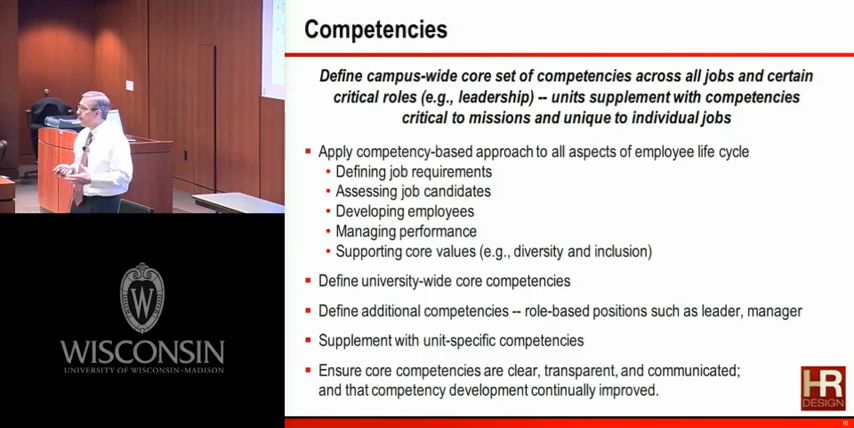 Competencies
Define campus-wide core set of competencies across all jobs and certain
critical roles (e.g., leadership) -- units supplement with competencies
critical to missions and unique to individual jobs
Apply competency-based approach to all aspects of employee life cycle
Defining job requirements
Assessing job candidates
Developing employees
Managing performance
Supporting core values (e.g., diversity and inclusion)
Define university-wide core competencies
Define additional competencies -- role-based positions such as leader, manager
Supplement with unit-specific competencies
Ensure core competencies are clear, transparent, and communicated;
and that competency development continually improved.
W
WISCONSIN
UNIVERSITY OF WISCONSIN–MADISON
HR
DESIGN